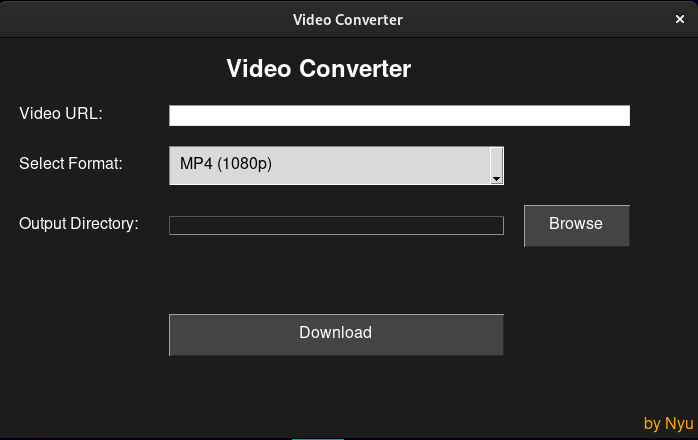 Video Converter
Video Converter
Video URL:
Select Format: MP4 (1080p)
Output Directory: Browse
Download
by Nyu